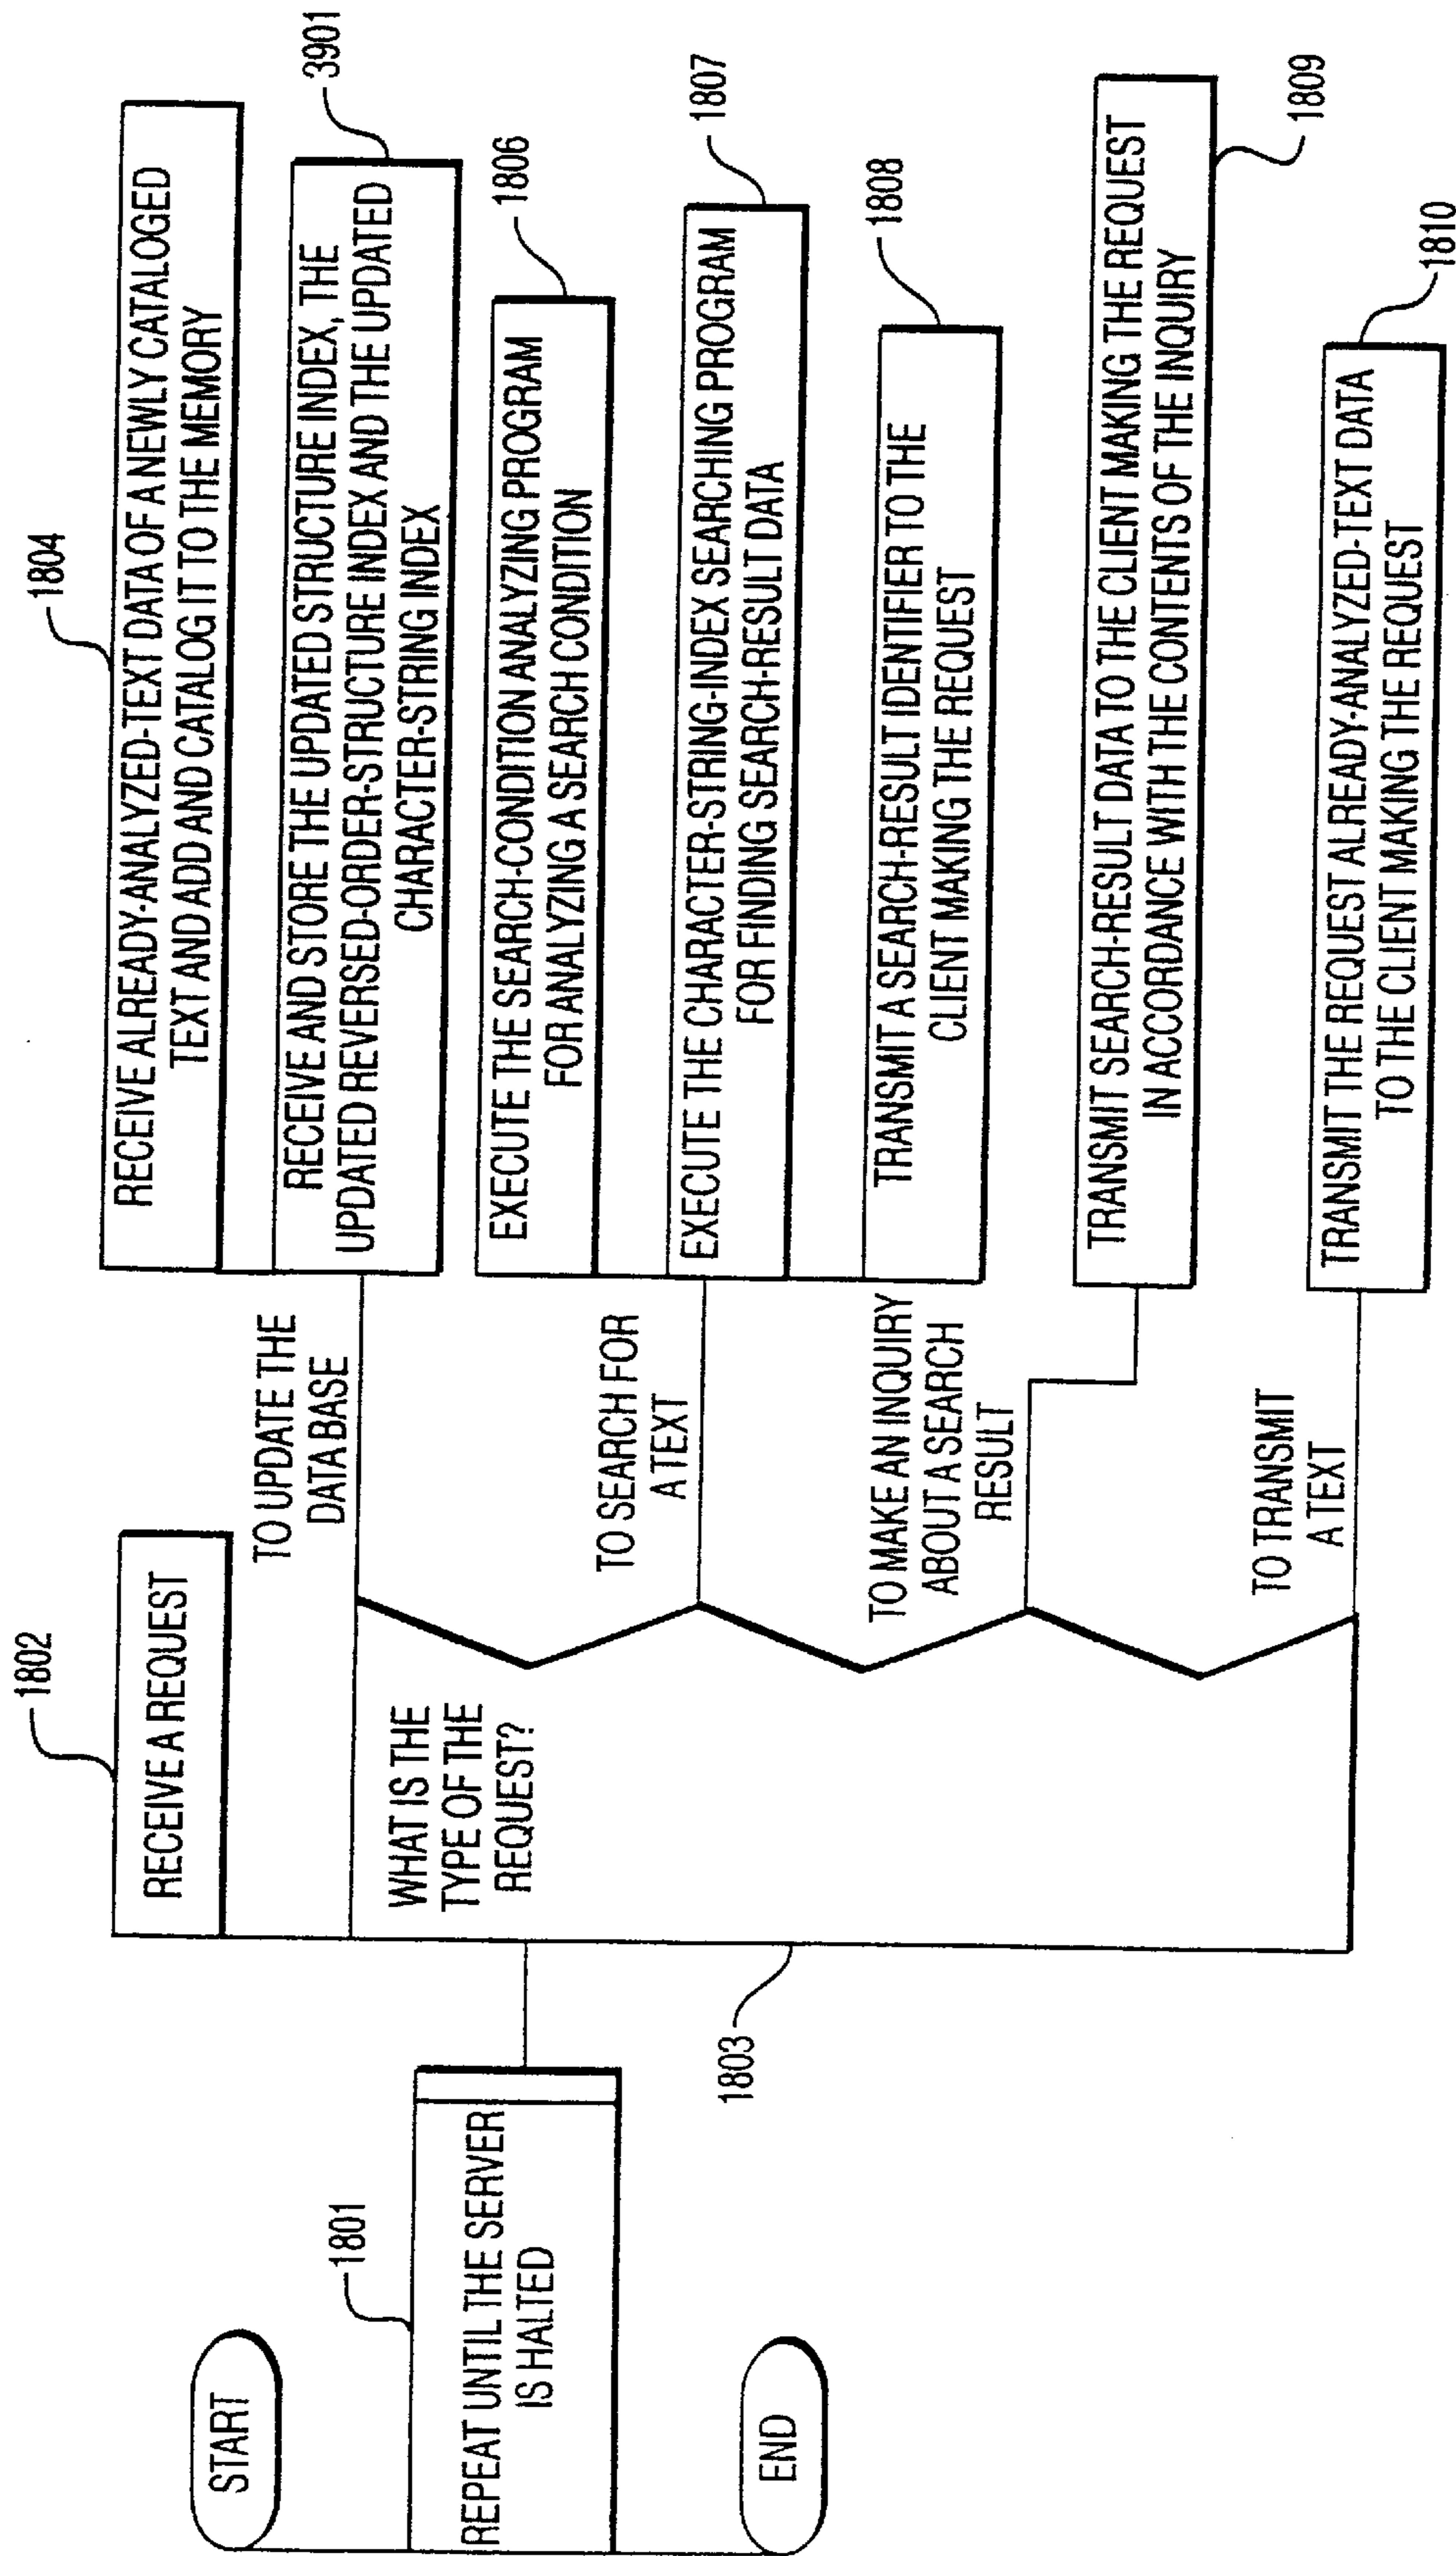 START
1801
REPEAT UNTIL THE SERVER
IS HALTED
END
1802
RECEIVE A REQUEST
1803
WHAT IS THE
TYPE OF THE
REQUEST?
TO UPDATE THE
DATA BASE
1804
RECEIVE ALREADY-ANALYZED-TEXT DATA OF A NEWLY CATALOGED
TEXT AND ADD AND CATALOG IT TO THE MEMORY
3901
RECEIVE AND STORE THE UPDATED STRUCTURE INDEX, THE
UPDATED REVERSED-ORDER-STRUCTURE INDEX AND THE UPDATED
CHARACTER-STRING INDEX
TO SEARCH FOR
A TEXT
1806
EXECUTE THE SEARCH-CONDITION ANALYZING PROGRAM
FOR ANALYZING A SEARCH CONDITION
1807
EXECUTE THE CHARACTER-STRING-INDEX SEARCHING PROGRAM
FOR FINDING SEARCH-RESULT DATA
1808
TRANSMIT A SEARCH-RESULT IDENTIFIER TO THE
CLIENT MAKING THE REQUEST
TO MAKE AN INQUIRY
ABOUT A SEARCH
RESULT
TRANSMIT SEARCH-RESULT DATA TO THE CLIENT MAKING THE REQUEST
IN ACCORDANCE WITH THE CONTENTS OF THE INQUIRY
1809
TO TRANSMIT
A TEXT
TRANSMIT THE REQUEST ALREADY-ANALYZED-TEXT DATA
TO THE CLIENT MAKING THE REQUEST
1810